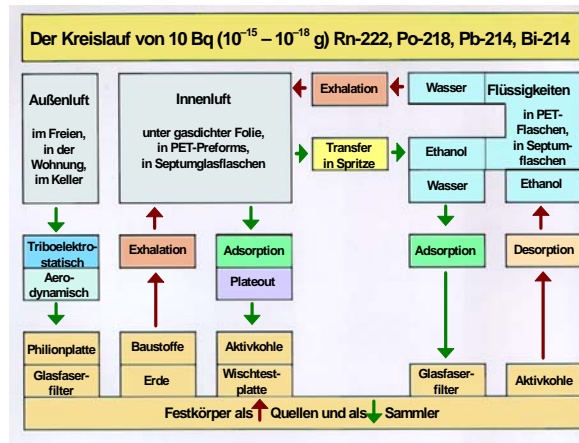 Der Kreislauf von 10 Bq (10⁻¹⁵ – 10⁻¹⁸ g) Rn-222, Po-218, Pb-214, Bi-214
Außenluft
im Freien,
in der
Wohnung,
im Keller
Innenluft
unter gasdichter Folie,
in PET-Preforms,
in Septumglasflaschen
Exhalation
Wasser
Flüssigkeiten
in PET-
Flaschen,
in Septum-
flaschen
Transfer
in Spritze
Ethanol
Wasser
Ethanol
Triboelektro-
statisch
Aero-
dynamisch
Exhalation
Adsorption
Plateout
Adsorption
Desorption
Philionplatte
Glasfaser-
filter
Baustoffe
Erde
Aktivkohle
Wischtest-
platte
Glasfaser-
filter
Aktivkohle
Festkörper als Quellen und als Sammler